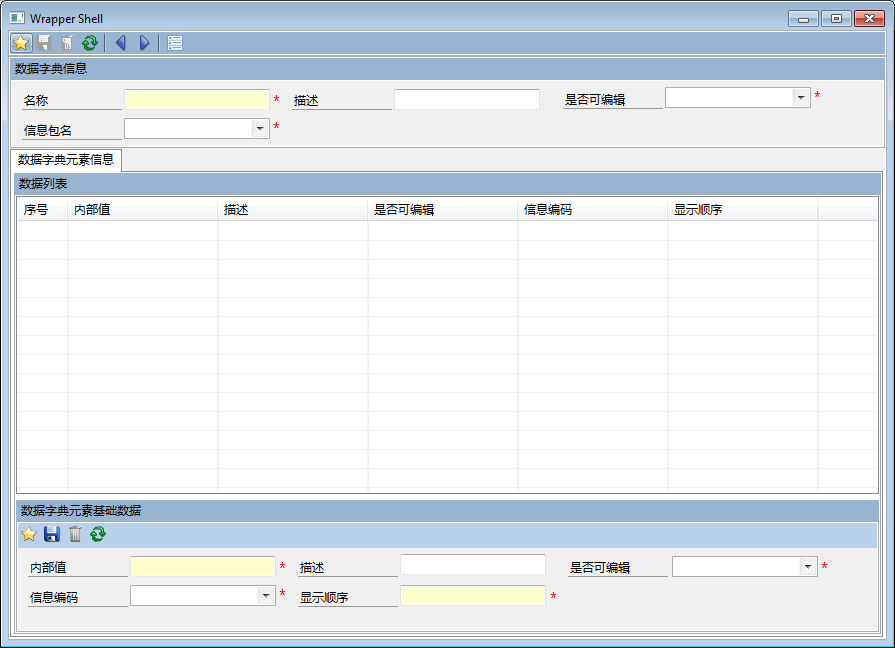 Wrapper Shell
数据字典信息
名称 * 描述 是否可编辑 *
信息包名 *
数据字典元素信息
数据列表
序号 内部值 描述 是否可编辑 信息编码 显示顺序
数据字典元素基础数据
内部值 * 描述 是否可编辑 *
信息编码 * 显示顺序 *